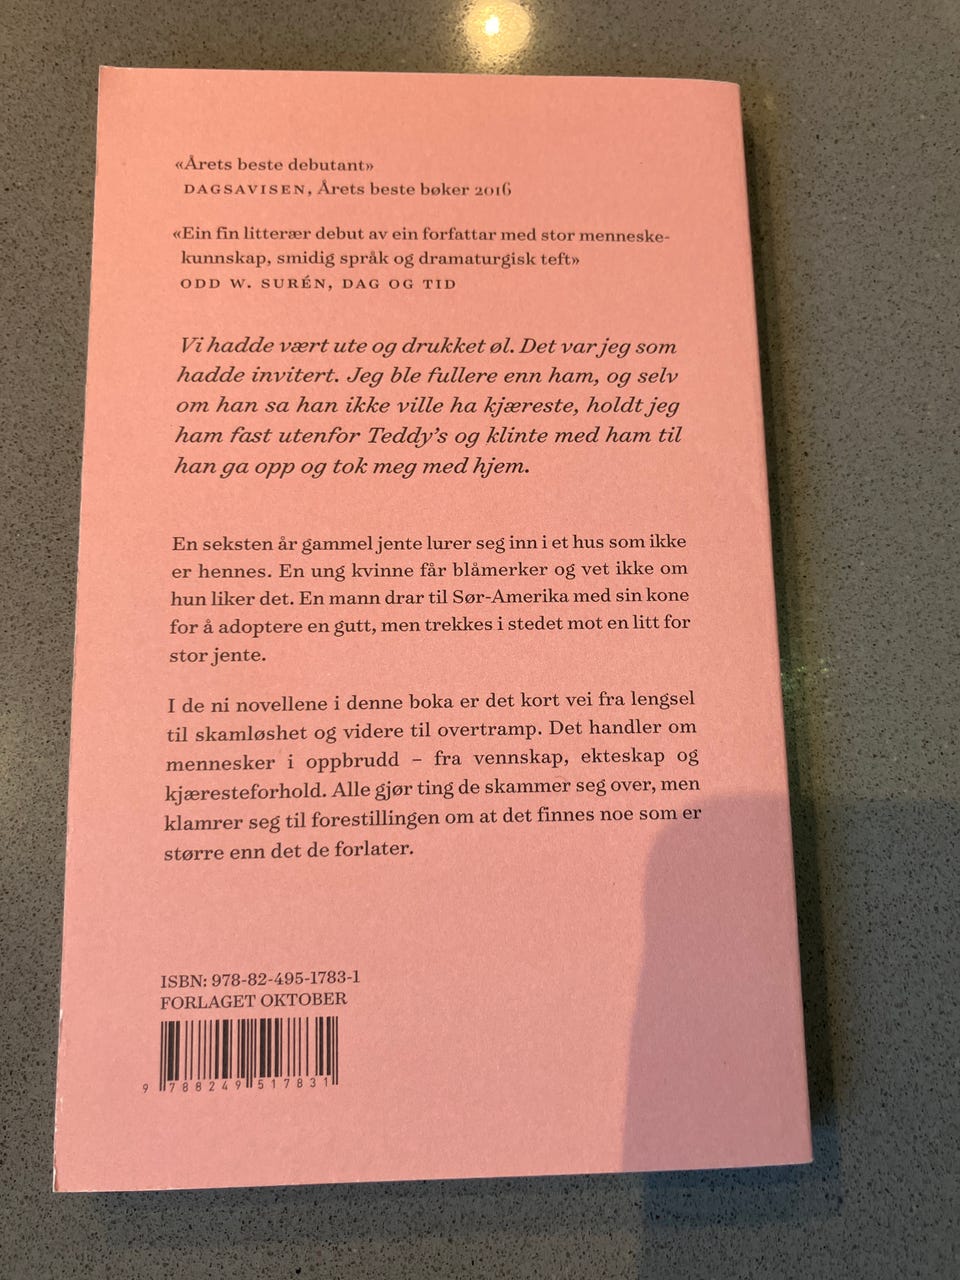 «Årets beste debutant»
DAGSAVISEN, Årets beste bøker 2016
«Ein fin litterær debut av ein forfattar med stor menneske-
kunnskap, smidig språk og dramaturgisk teft»
ODD W. SURÉN, DAG OG TID
Vi hadde vært ute og drukket øl. Det var jeg som
hadde invitert. Jeg ble fullere enn ham, og selv
om han sa han ikke ville ha kjæreste, holdt jeg
ham fast utenfor Teddy’s og klinte med ham til
han ga opp og tok meg med hjem.
En seksten år gammel jente lurer seg inn i et hus som ikke
er hennes. En ung kvinne får blåmerker og vet ikke om
hun liker det. En mann drar til Sør-Amerika med sin kone
for å adoptere en gutt, men trekkes i stedet mot en litt for
stor jente.
I de ni novellene i denne boka er det kort vei fra lengsel
til skamløshet og videre til overtramp. Det handler om
mennesker i oppbrudd – fra vennskap, ekteskap og
kjæresteforhold. Alle gjør ting de skammer seg over, men
klamrer seg til forestillingen om at det finnes noe som er
større enn det de forlater.
ISBN: 978-82-495-1783-1
FORLAGET OKTOBER
9 788249 517831